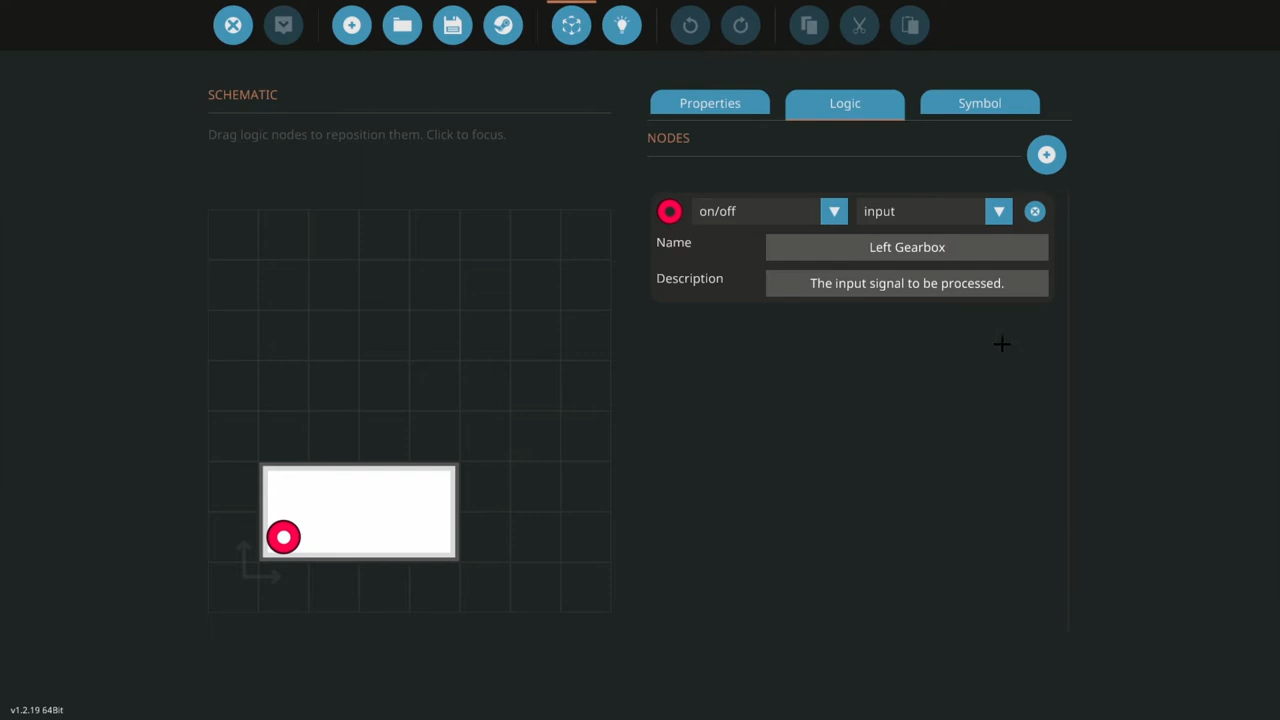 SCHEMATIC
Drag logic nodes to reposition them. Click to focus.
Properties
Logic
Symbol
NODES
on/off
input
Name
Left Gearbox
Description
The input signal to be processed.
v1.2.19 64Bit